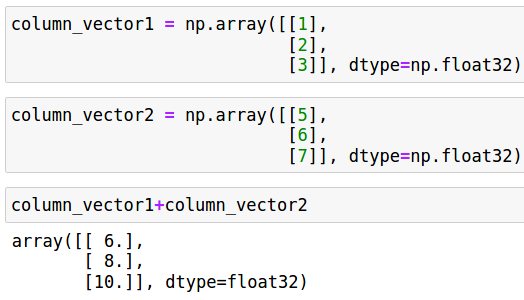 column_vector1 = np.array([[1],
                           [2],
                           [3]], dtype=np.float32)
column_vector2 = np.array([[5],
                           [6],
                           [7]], dtype=np.float32)
column_vector1+column_vector2
array([[ 6.],
       [ 8.],
       [10.]], dtype=float32)